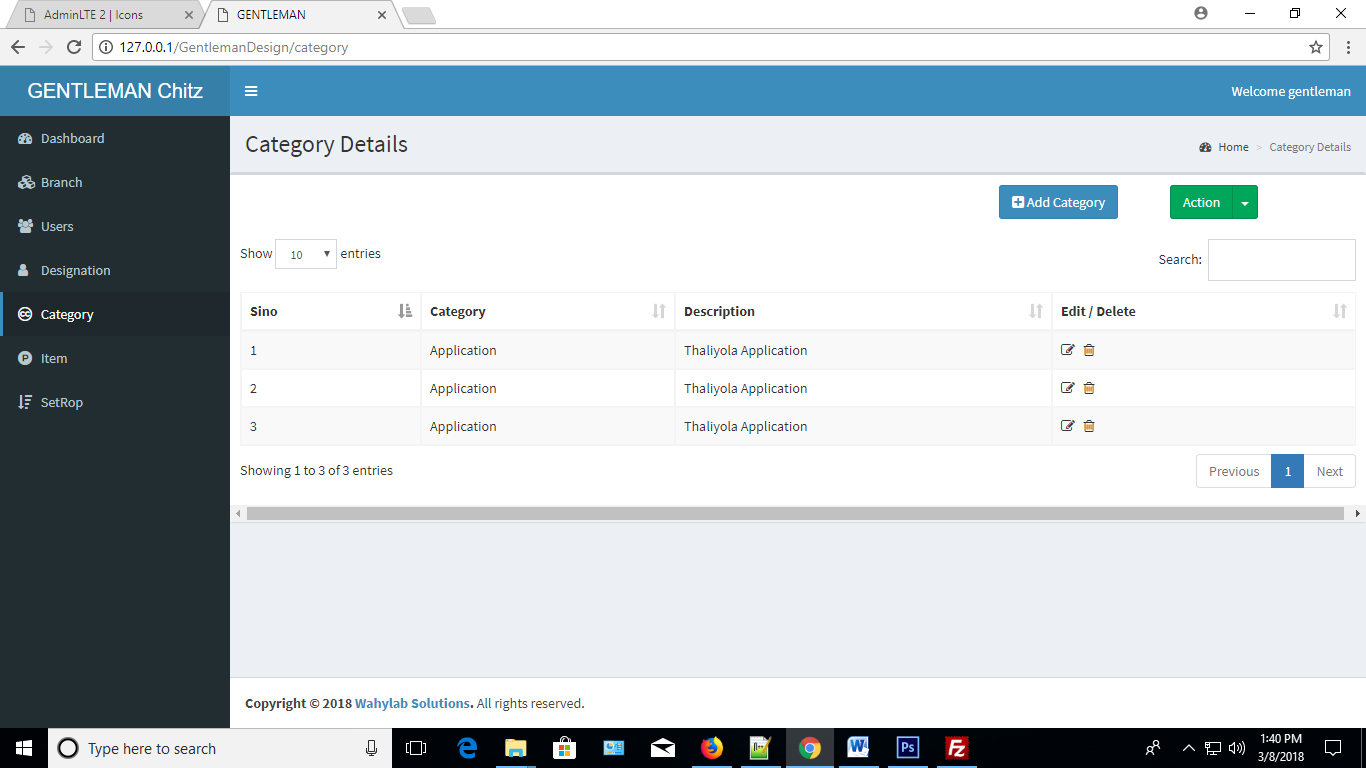 AdminLTE 2 | Icons
GENTLEMAN
127.0.0.1/GentlemanDesign/category
GENTLEMAN Chitz
Welcome gentleman
Dashboard
Branch
Users
Designation
Category
Item
SetRop
Category Details
Home > Category Details
Add Category
Action
Show 10 entries
Search:
Sino Category Description Edit / Delete
1 Application Thaliyola Application
2 Application Thaliyola Application
3 Application Thaliyola Application
Showing 1 to 3 of 3 entries
Previous 1 Next
Copyright © 2018 Wahylab Solutions. All rights reserved.
Type here to search
1:40 PM
3/8/2018